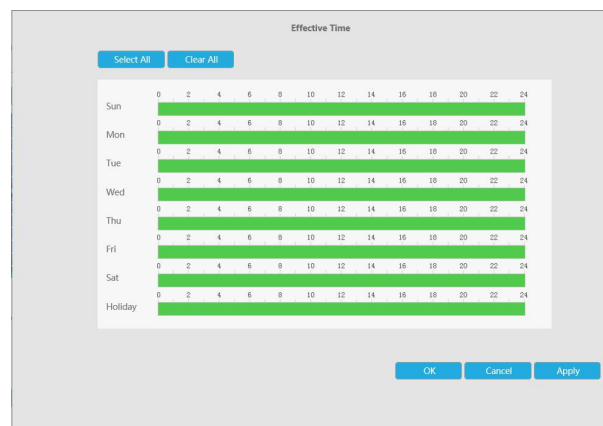 Effective Time
Select All Clear All
0 2 4 6 8 10 12 14 16 18 20 22 24
Sun
0 2 4 6 8 10 12 14 16 18 20 22 24
Mon
0 2 4 6 8 10 12 14 16 18 20 22 24
Tue
0 2 4 6 8 10 12 14 16 18 20 22 24
Wed
0 2 4 6 8 10 12 14 16 18 20 22 24
Thu
0 2 4 6 8 10 12 14 16 18 20 22 24
Fri
0 2 4 6 8 10 12 14 16 18 20 22 24
Sat
0 2 4 6 8 10 12 14 16 18 20 22 24
Holiday
OK Cancel Apply